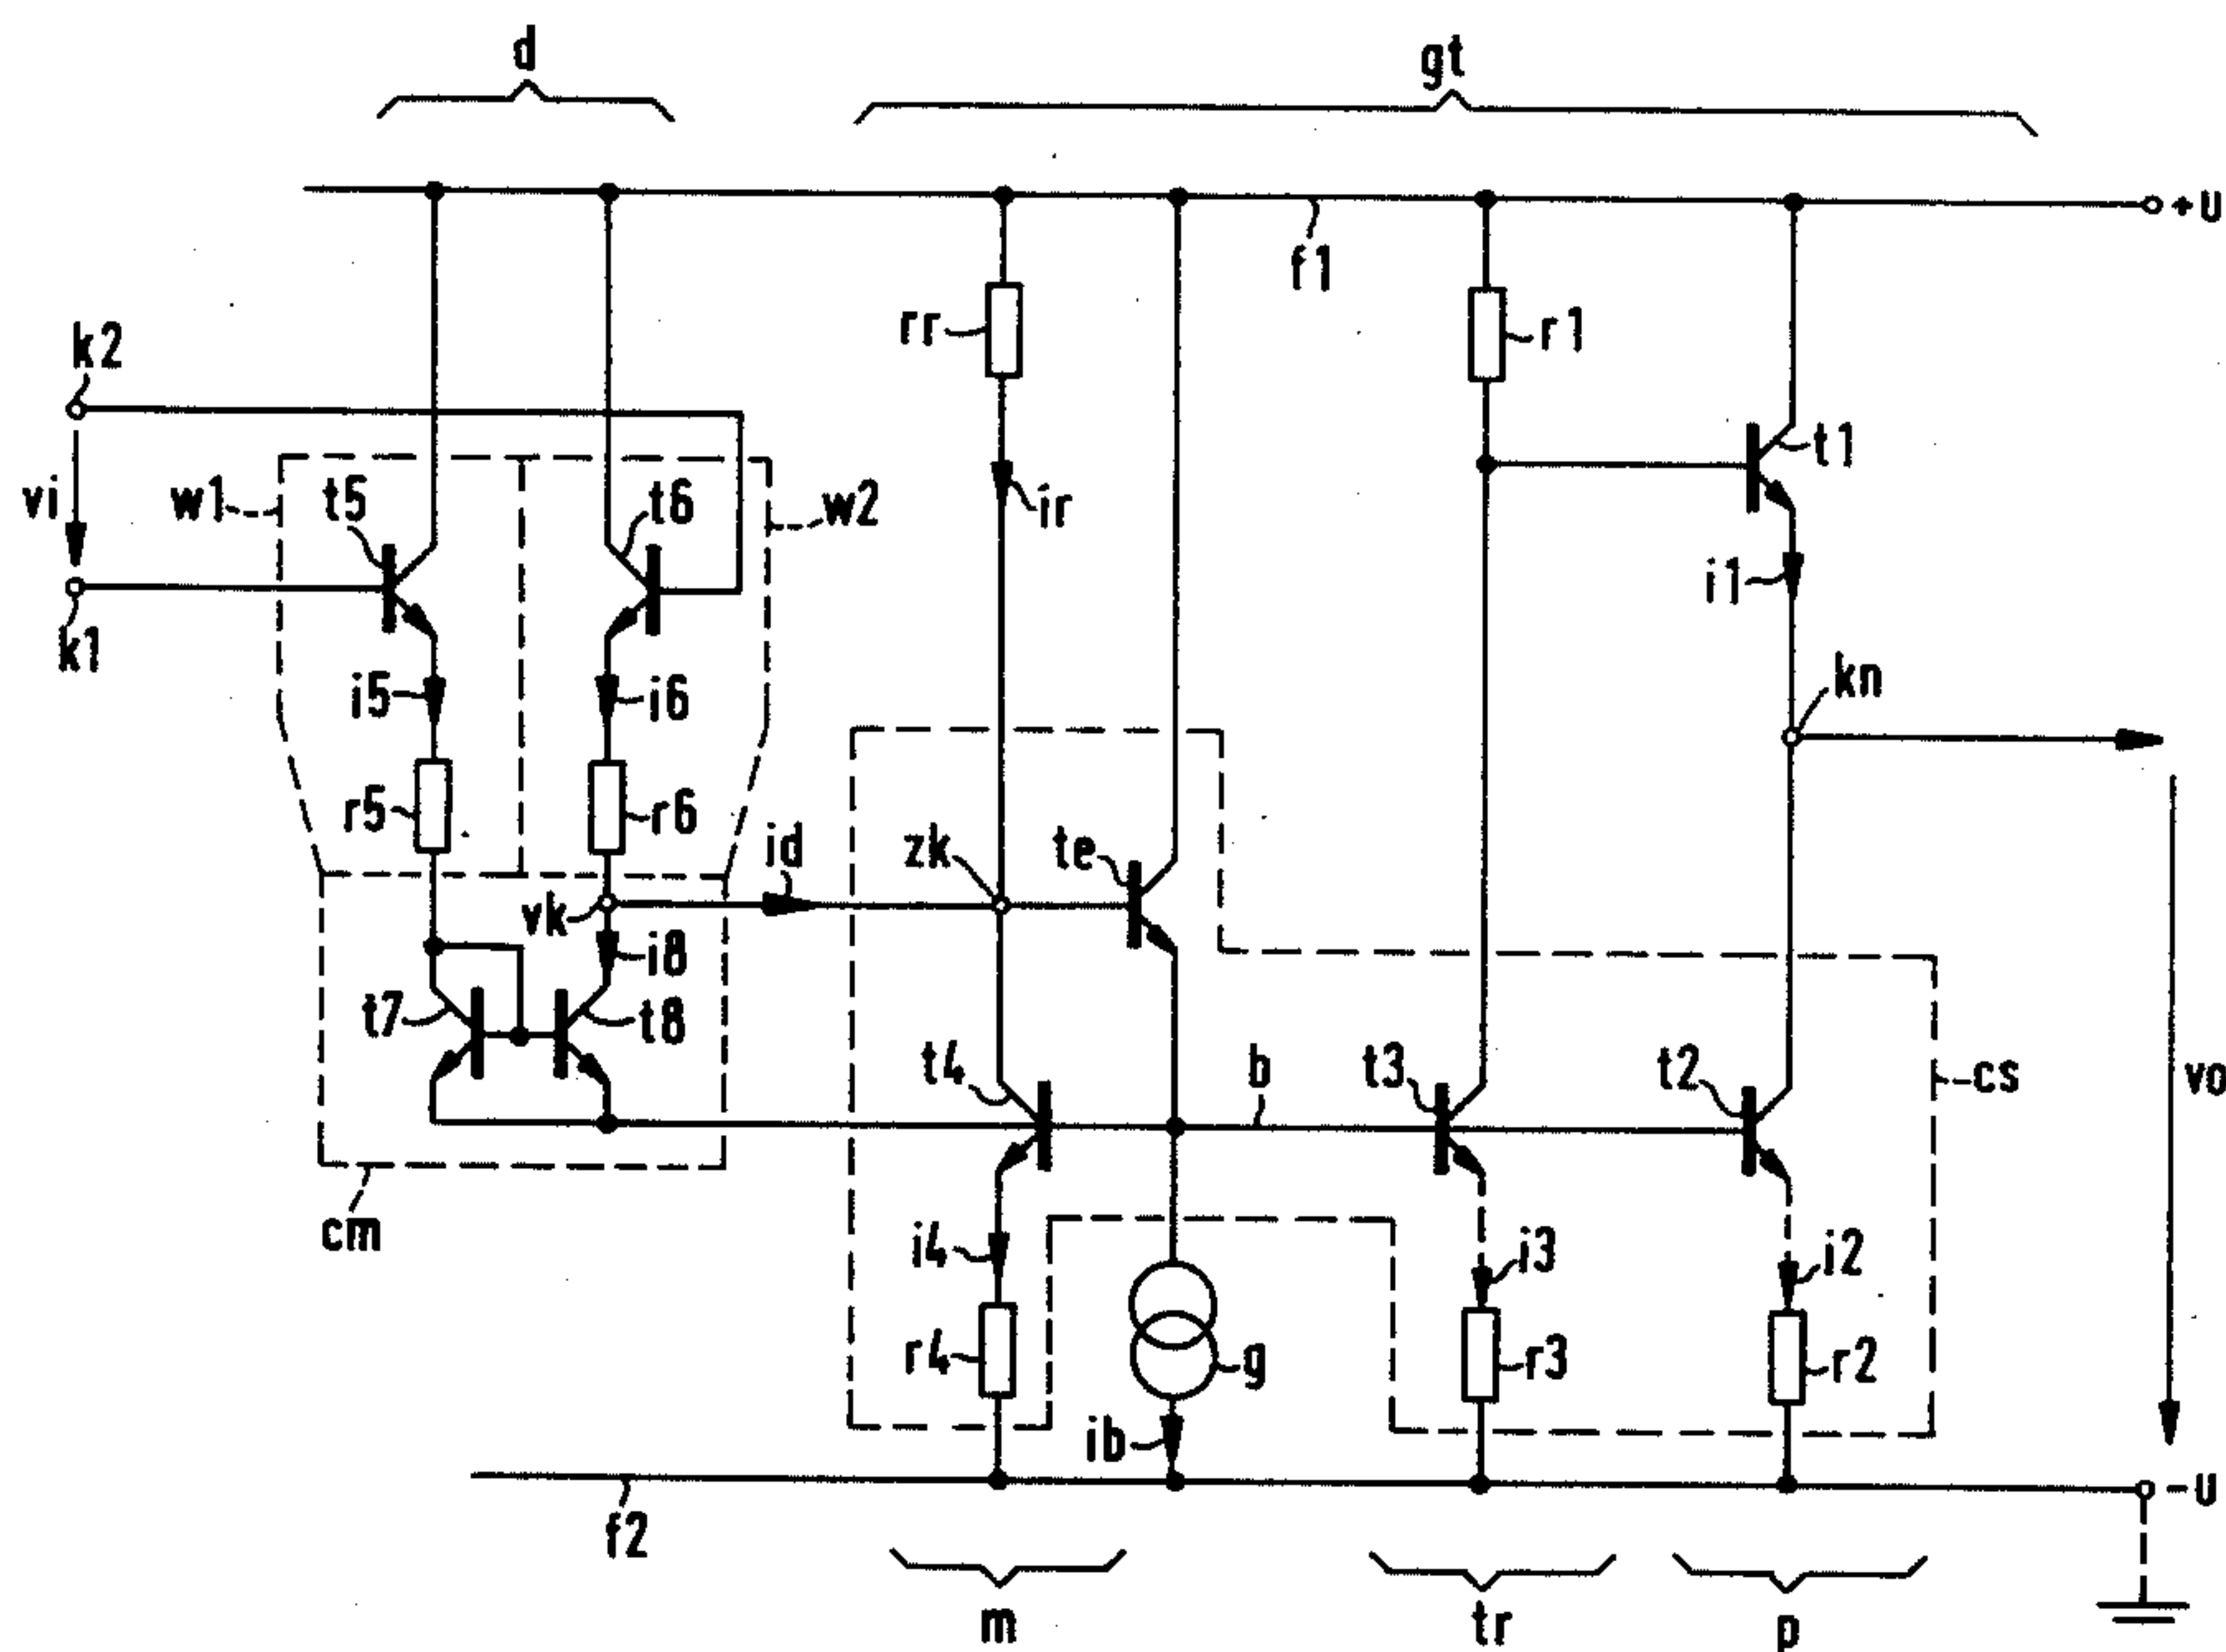 d
gt
+U
f1
k2
rr
r1
t1
vi
w1
t5
t6
w2
ir
k1
i1
i5
i6
kn
r5
r6
id
zk
te
vk
i8
t7
t8
t4
b
t3
t2
cs
vo
cm
i4
i3
i2
r4
g
r3
r2
ib
f2
-U
m
tr
p